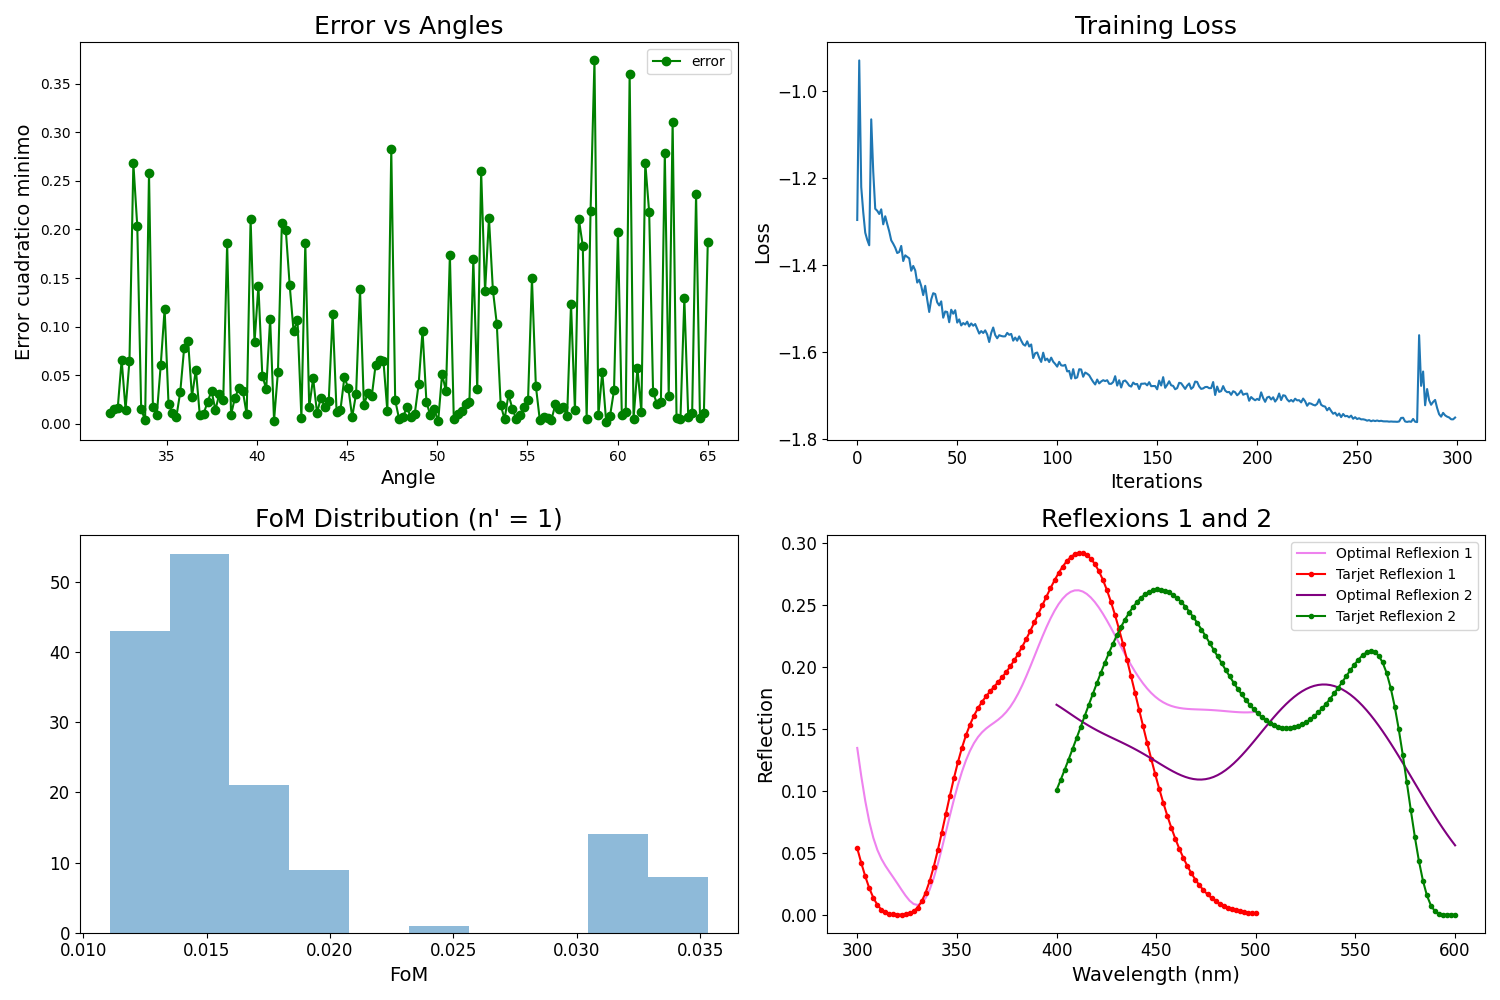 Error vs Angles
error
Error cuadratico minimo
0.35
0.30
0.25
0.20
0.15
0.10
0.05
0.00
35 40 45 50 55 60 65
Angle
Training Loss
Loss
−1.0
−1.2
−1.4
−1.6
−1.8
0 50 100 150 200 250 300
Iterations
FoM Distribution (n' = 1)
50
40
30
20
10
0
0.010 0.015 0.020 0.025 0.030 0.035
FoM
Reflexions 1 and 2
Optimal Reflexion 1
Tarjet Reflexion 1
Optimal Reflexion 2
Tarjet Reflexion 2
Reflection
0.30
0.25
0.20
0.15
0.10
0.05
0.00
300 350 400 450 500 550 600
Wavelength (nm)